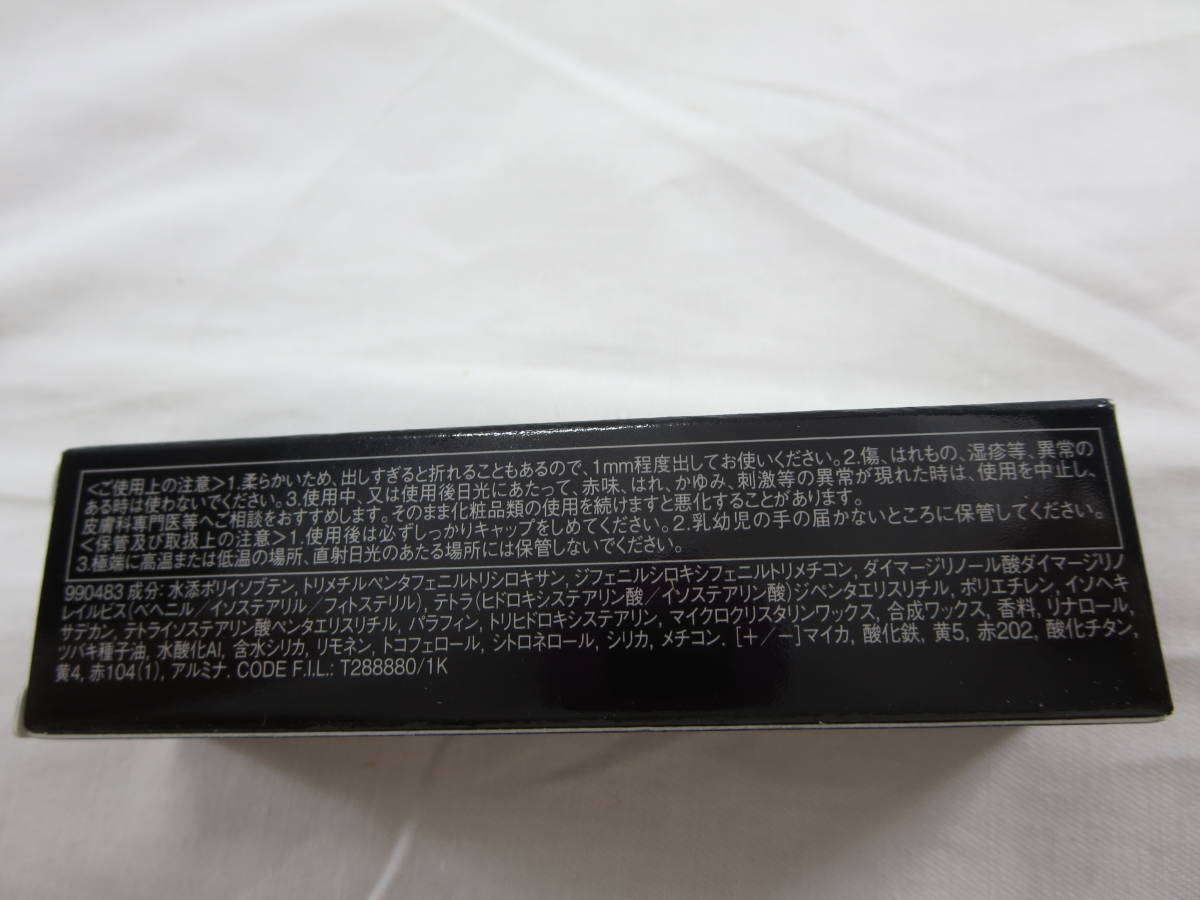 <ご使用上の注意>1.柔らかいため、出しすぎると折れることもあるので、1mm程度出してお使いください。2.傷、はれもの、湿疹等、異常の
ある時は使わないでください。3.使用中、又は使用後日光にあたって、赤味、はれ、かゆみ、刺激等の異常が現れた時は、使用を中止し、
皮膚科専門医等へご相談をおすすめします。そのまま化粧品類の使用を続けますと悪化することがあります。
<保管及び取扱上の注意>1.使用後は必ずしっかりキャップをしめてください。2.乳幼児の手の届かないところに保管してください。
3.極端に高温または低温の場所、直射日光のあたる場所には保管しないでください。
990483 成分: 水添ポリイソブテン, トリメチルペンタフェニルトリシロキサン, ジフェニルシロキシフェニルトリメチコン, ダイマージリノール酸ダイマージリノ
レイルビス(ベヘニル/イソステアリル/フィトステリル), テトラ(ヒドロキシステアリン酸/イソステアリン酸)ジペンタエリスリチル, ポリエチレン, イソヘキ
サデカン, テトライソステアリン酸ペンタエリスリチル, パラフィン, トリヒドロキシステアリン, マイクロクリスタリンワックス, 合成ワックス, 香料, リナロール,
ツバキ種子油, 水酸化Al, 含水シリカ, リモネン, トコフェロール, シトロネロール, シリカ, メチコン. [+/-]マイカ, 酸化鉄, 黄5, 赤202, 酸化チタン,
黄4, 赤104(1), アルミナ. CODE F.I.L.: T288880/1K